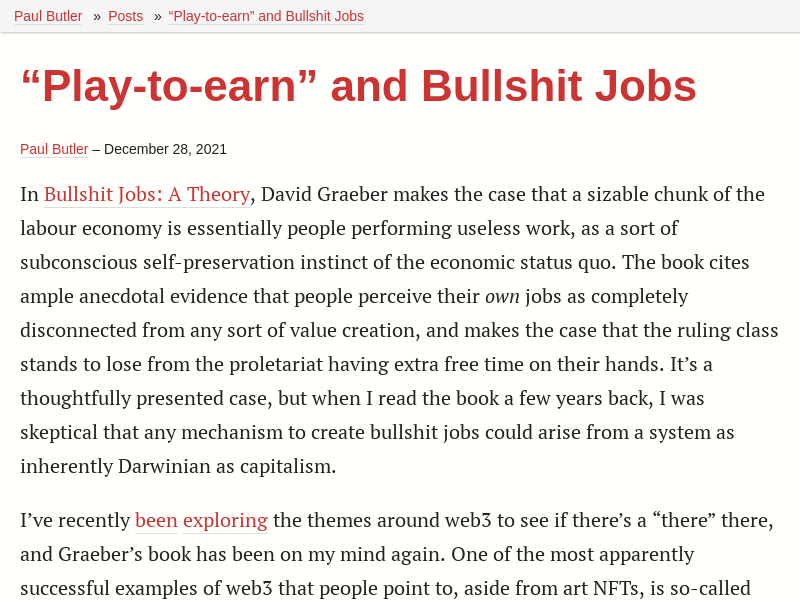 Paul Butler » Posts » “Play-to-earn” and Bullshit Jobs
“Play-to-earn” and Bullshit Jobs
Paul Butler – December 28, 2021
In Bullshit Jobs: A Theory, David Graeber makes the case that a sizable chunk of the
labour economy is essentially people performing useless work, as a sort of
subconscious self-preservation instinct of the economic status quo. The book cites
ample anecdotal evidence that people perceive their own jobs as completely
disconnected from any sort of value creation, and makes the case that the ruling class
stands to lose from the proletariat having extra free time on their hands. It’s a
thoughtfully presented case, but when I read the book a few years back, I was
skeptical that any mechanism to create bullshit jobs could arise from a system as
inherently Darwinian as capitalism.
I’ve recently been exploring the themes around web3 to see if there’s a “there” there,
and Graeber’s book has been on my mind again. One of the most apparently
successful examples of web3 that people point to, aside from art NFTs, is so-called